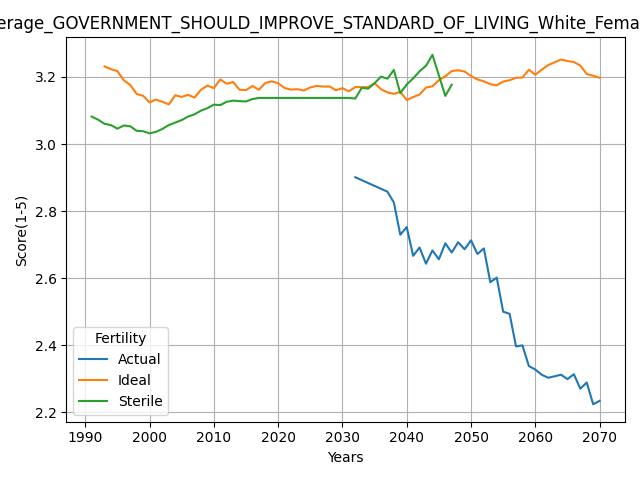 erage_GOVERNMENT_SHOULD_IMPROVE_STANDARD_OF_LIVING_White_Fema
Score(1-5)
3.2
3.0
2.8
2.6
2.4
2.2
Fertility
Actual
Ideal
Sterile
1990 2000 2010 2020 2030 2040 2050 2060 2070
Years